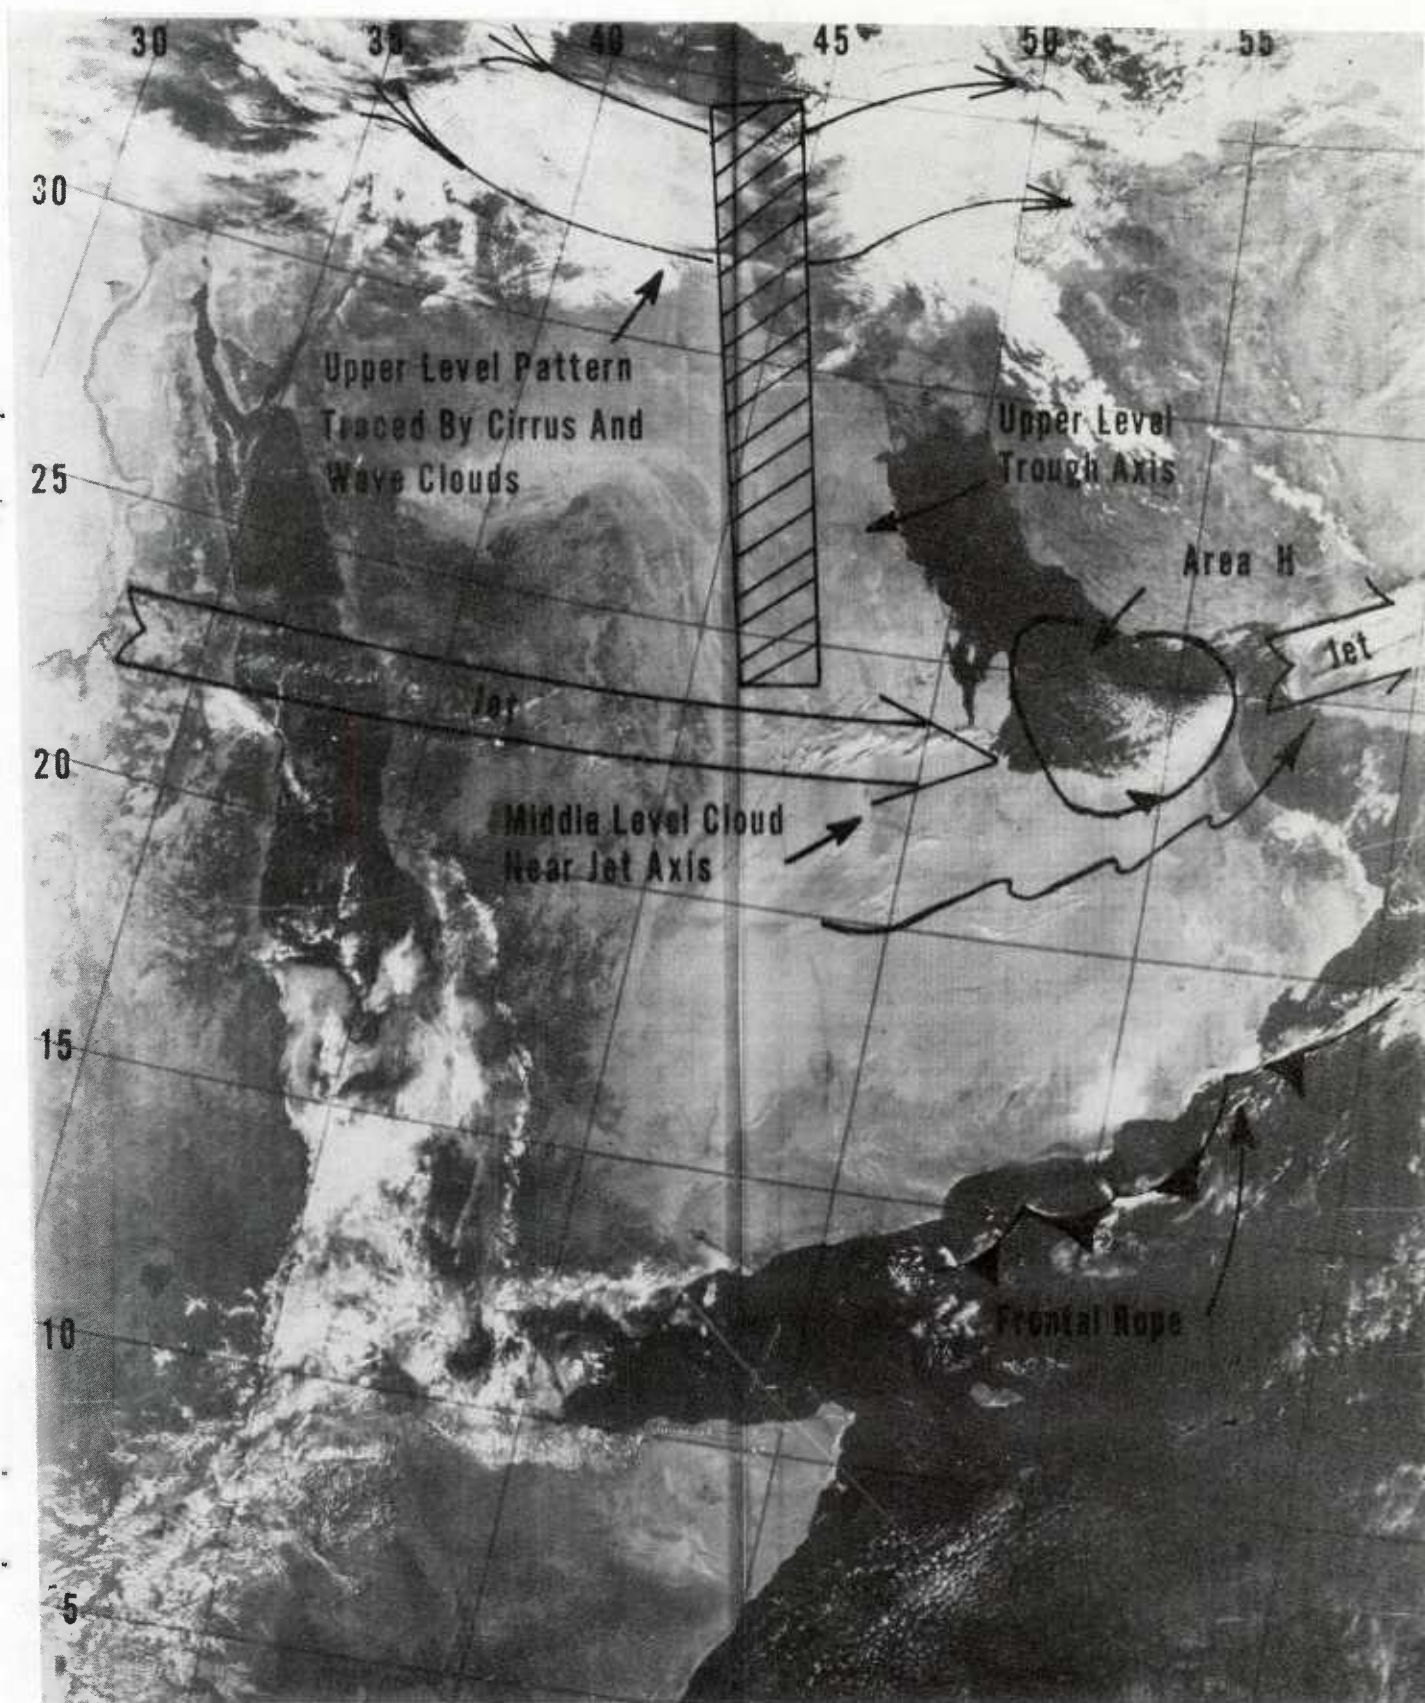 30 35 40 45 50 55
30
Upper Level Pattern
Traced By Cirrus And
Wave Clouds
Upper Level
Trough Axis
25
Area H
Jet
Jet
20
Middle Level Cloud
Near Jet Axis
15
10
Frontal Rope
5